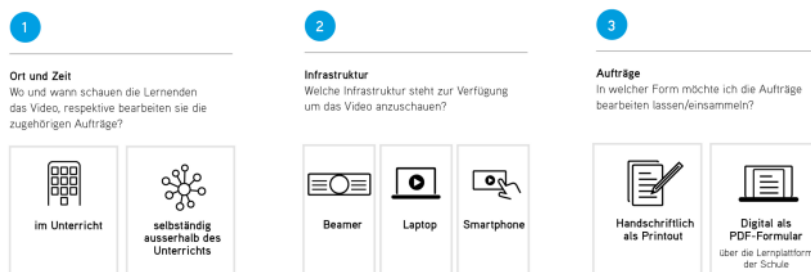 1
Ort und Zeit
Wo und wann schauen die Lernenden
das Video, respektive bearbeiten sie die
zugehörigen Aufträge?
im Unterricht
selbständig
ausserhalb des
Unterrichts
2
Infrastruktur
Welche Infrastruktur steht zur Verfügung
um das Video anzuschauen?
Beamer
Laptop
Smartphone
3
Aufträge
In welcher Form möchte ich die Aufträge
bearbeiten lassen/einsammeln?
Handschriftlich
als Printout
Digital als
PDF-Formular
über die Lernplattform
der Schule